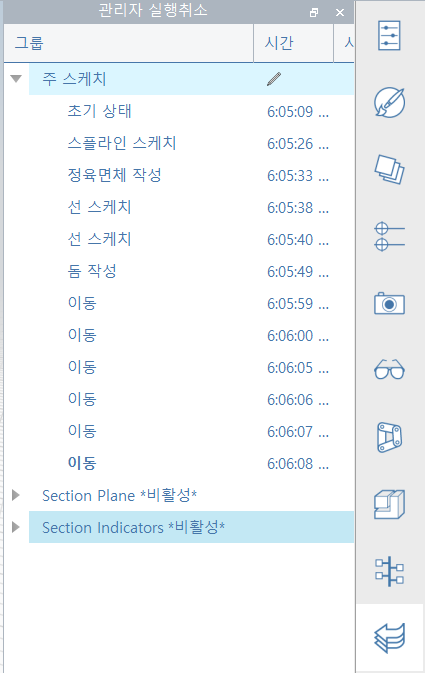 관리자 실행취소
그룹 시간
주 스케치
초기 상태 6:05:09 ...
스플라인 스케치 6:05:26 ...
정육면체 작성 6:05:33 ...
선 스케치 6:05:38 ...
선 스케치 6:05:40 ...
돔 작성 6:05:49 ...
이동 6:05:59 ...
이동 6:06:00 ...
이동 6:06:05 ...
이동 6:06:06 ...
이동 6:06:07 ...
이동 6:06:08 ...
Section Plane *비활성*
Section Indicators *비활성*